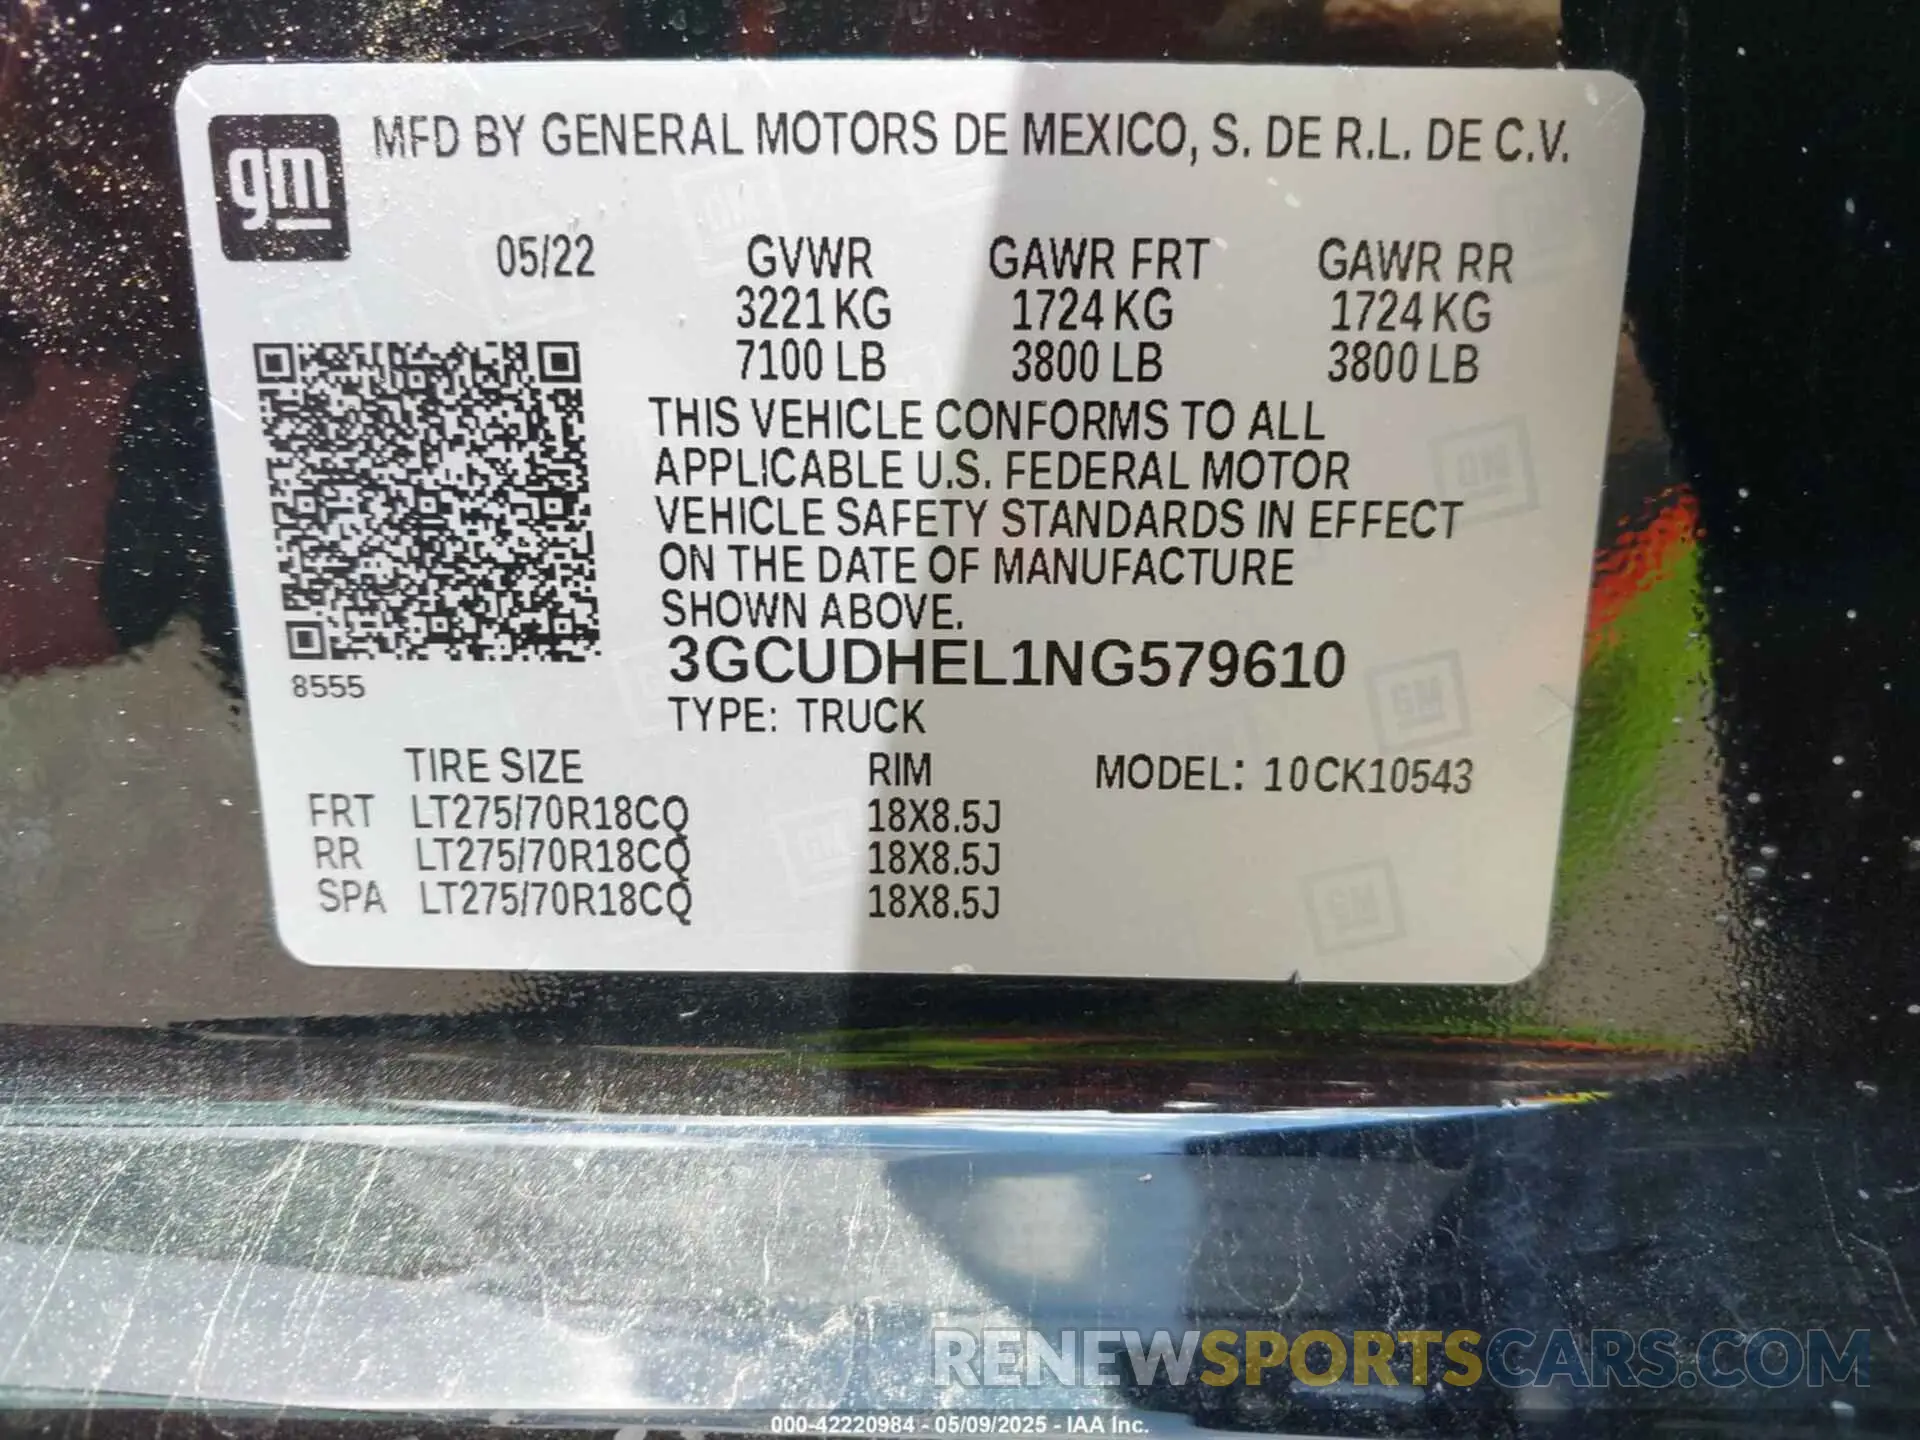 gm
MFD BY GENERAL MOTORS DE MEXICO, S. DE R.L. DE C.V.
05/22 GVWR GAWR FRT GAWR RR
3221 KG 1724 KG 1724 KG
7100 LB 3800 LB 3800 LB
THIS VEHICLE CONFORMS TO ALL
APPLICABLE U.S. FEDERAL MOTOR
VEHICLE SAFETY STANDARDS IN EFFECT
ON THE DATE OF MANUFACTURE
SHOWN ABOVE.
3GCUDHEL1NG579610
8555
TYPE: TRUCK
TIRE SIZE RIM MODEL: 10CK10543
FRT LT275/70R18CQ 18X8.5J
RR LT275/70R18CQ 18X8.5J
SPA LT275/70R18CQ 18X8.5J
RENEWSPORTSCARS.COM
000-42220984 - 05/09/2025 - IAA Inc.